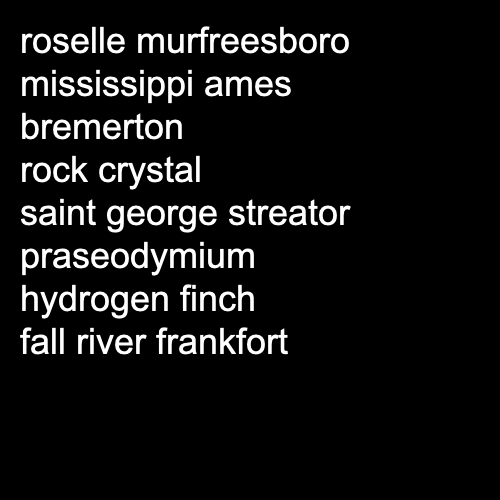 roselle murfreesboro
mississippi ames
bremerton
rock crystal
saint george streator
praseodymium
hydrogen finch
fall river frankfort